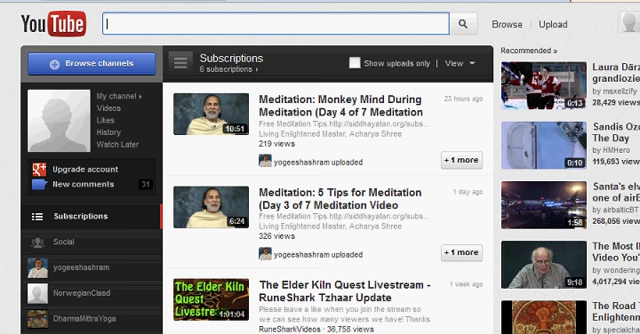 YouTube
Browse | Upload
Browse channels
Subscriptions
6 subscriptions ›
Show uploads only | View
Recommended »
My channel ›
Videos
Likes
History
Watch Later
Upgrade account
New comments 31
Subscriptions
Social
yogeeshashram
NorwegianClasd
DharmaMittraYoga
10:51
Meditation: Monkey Mind During
Meditation (Day 4 of 7 Meditation
23 hours ago
Free Meditation Tips http://siddhayatan.org/subs...
Living Enlightened Master, Acharya Shree
219 views
yogeeshashram uploaded
+ 1 more
6:24
Meditation: 5 Tips for Meditation
(Day 3 of 7 Meditation Video
1 day ago
Free Meditation Tips http://siddhayatan.org/subs...
Living Enlightened Master, Acharya Shree
326 views
yogeeshashram uploaded
+ 1 more
The Elder Kiln
Quest
Livestre
1:01:04
The Elder Kiln Quest Livestream -
RuneShark Tzhaar Update
1 week ago
Please leave a like when you join the stream so
we can see how many viewers we have! Thanks
RuneSharkVideos - 36,758 views
0:13
Laura Dārz
grandiozie
by maxellzify
28,429 views
0:10
Sandis Ozo
The Day
by HMHero
119,693 views
1:56
Santa's elv
one of airB
by airbalticBT
268,056 views
9:18
The Most I
Video You'
by wondering
4,017,294 views
The Road T
Enlightene
by special